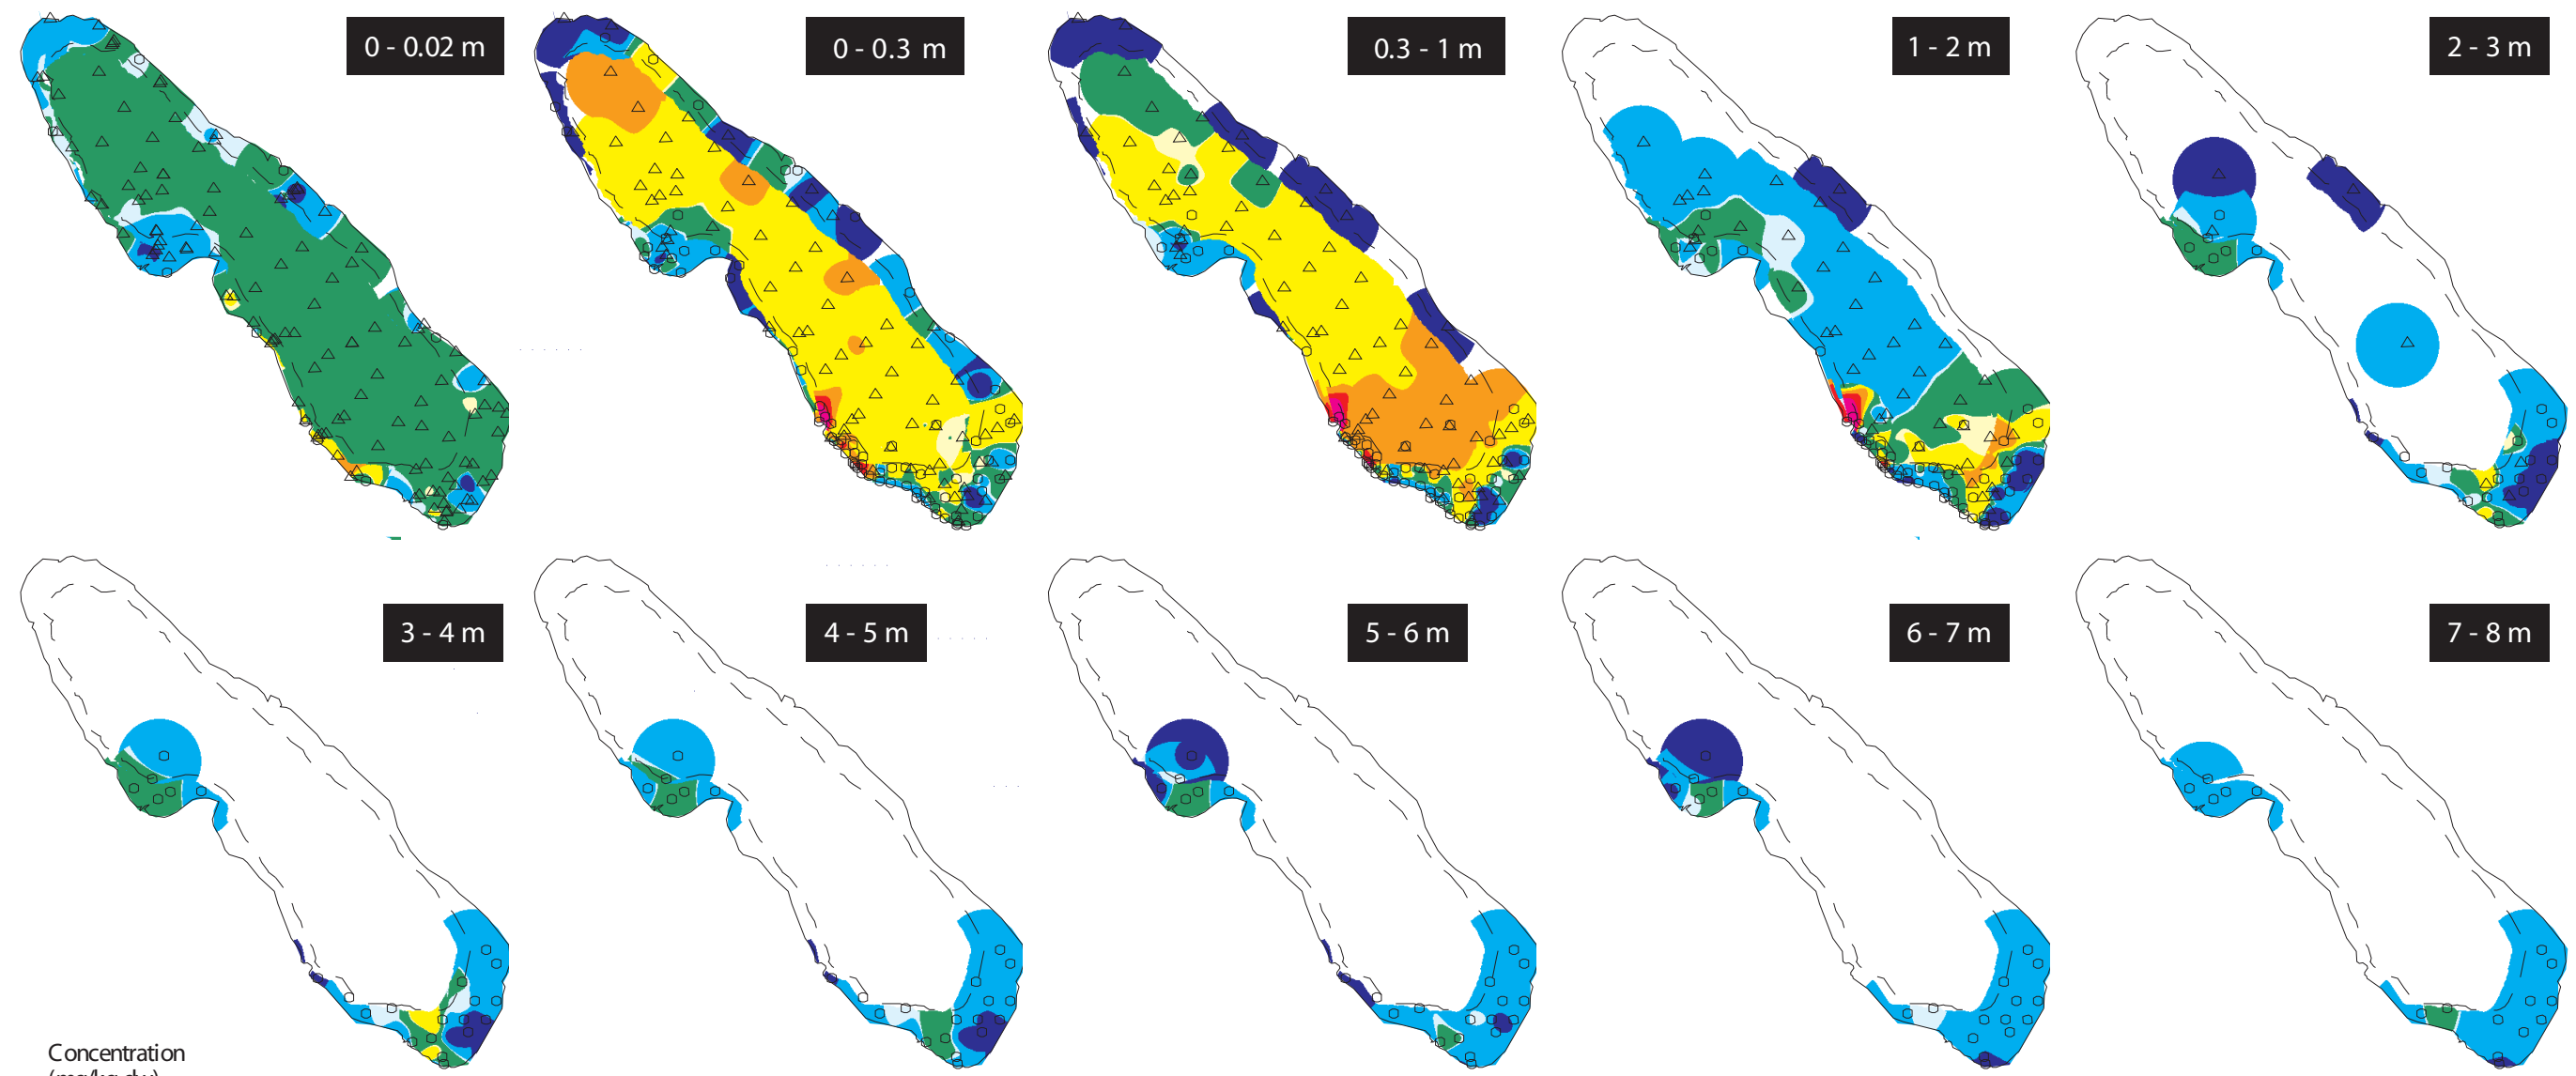 0 - 0.02 m
0 - 0.3 m
0.3 - 1 m
1 - 2 m
2 - 3 m
3 - 4 m
4 - 5 m
5 - 6 m
6 - 7 m
7 - 8 m
Concentration